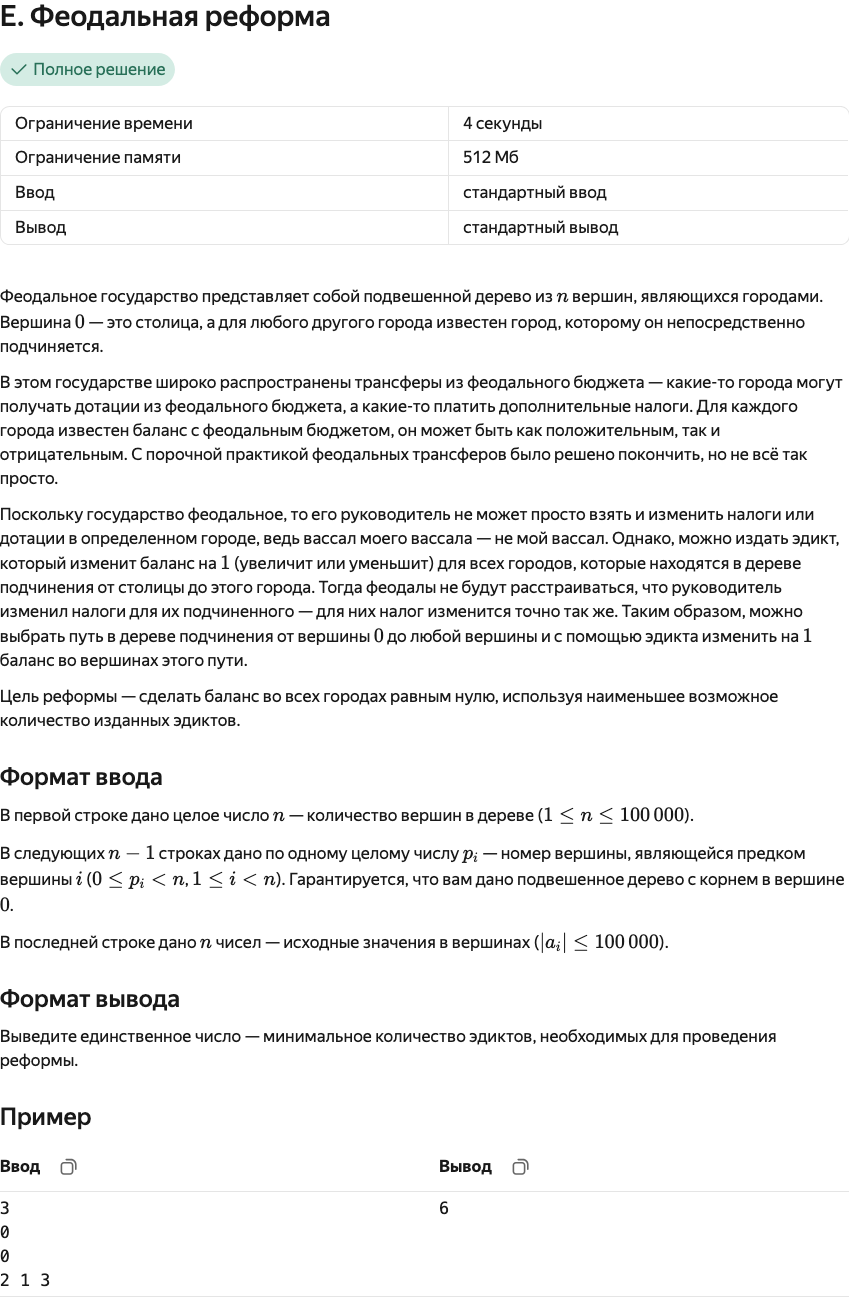 E. Феодальная реформа
Полное решение
Ограничение времени 4 секунды
Ограничение памяти 512 Мб
Ввод стандартный ввод
Вывод стандартный вывод
Феодальное государство представляет собой подвешенной дерево из n вершин, являющихся городами.
Вершина 0 — это столица, а для любого другого города известен город, которому он непосредственно
подчиняется.
В этом государстве широко распространены трансферы из феодального бюджета — какие-то города могут
получать дотации из феодального бюджета, а какие-то платить дополнительные налоги. Для каждого
города известен баланс с феодальным бюджетом, он может быть как положительным, так и
отрицательным. С порочной практикой феодальных трансферов было решено покончить, но не всё так
просто.
Поскольку государство феодальное, то его руководитель не может просто взять и изменить налоги или
дотации в определенном городе, ведь вассал моего вассала — не мой вассал. Однако, можно издать эдикт,
который изменит баланс на 1 (увеличит или уменьшит) для всех городов, которые находятся в дереве
подчинения от столицы до этого города. Тогда феодалы не будут расстраиваться, что руководитель
изменил налоги для их подчиненного — для них налог изменится точно так же. Таким образом, можно
выбрать путь в дереве подчинения от вершины 0 до любой вершины и с помощью эдикта изменить на 1
баланс во вершинах этого пути.
Цель реформы — сделать баланс во всех городах равным нулю, используя наименьшее возможное
количество изданных эдиктов.
Формат ввода
В первой строке дано целое число n — количество вершин в дереве (1 ≤ n ≤ 100 000).
В следующих n − 1 строках дано по одному целому числу pᵢ — номер вершины, являющейся предком
вершины i (0 ≤ pᵢ < n, 1 ≤ i < n). Гарантируется, что вам дано подвешенное дерево с корнем в вершине
0.
В последней строке дано n чисел — исходные значения в вершинах (|aᵢ| ≤ 100 000).
Формат вывода
Выведите единственное число — минимальное количество эдиктов, необходимых для проведения
реформы.
Пример
Ввод Вывод
3 6
0
0
2 1 3